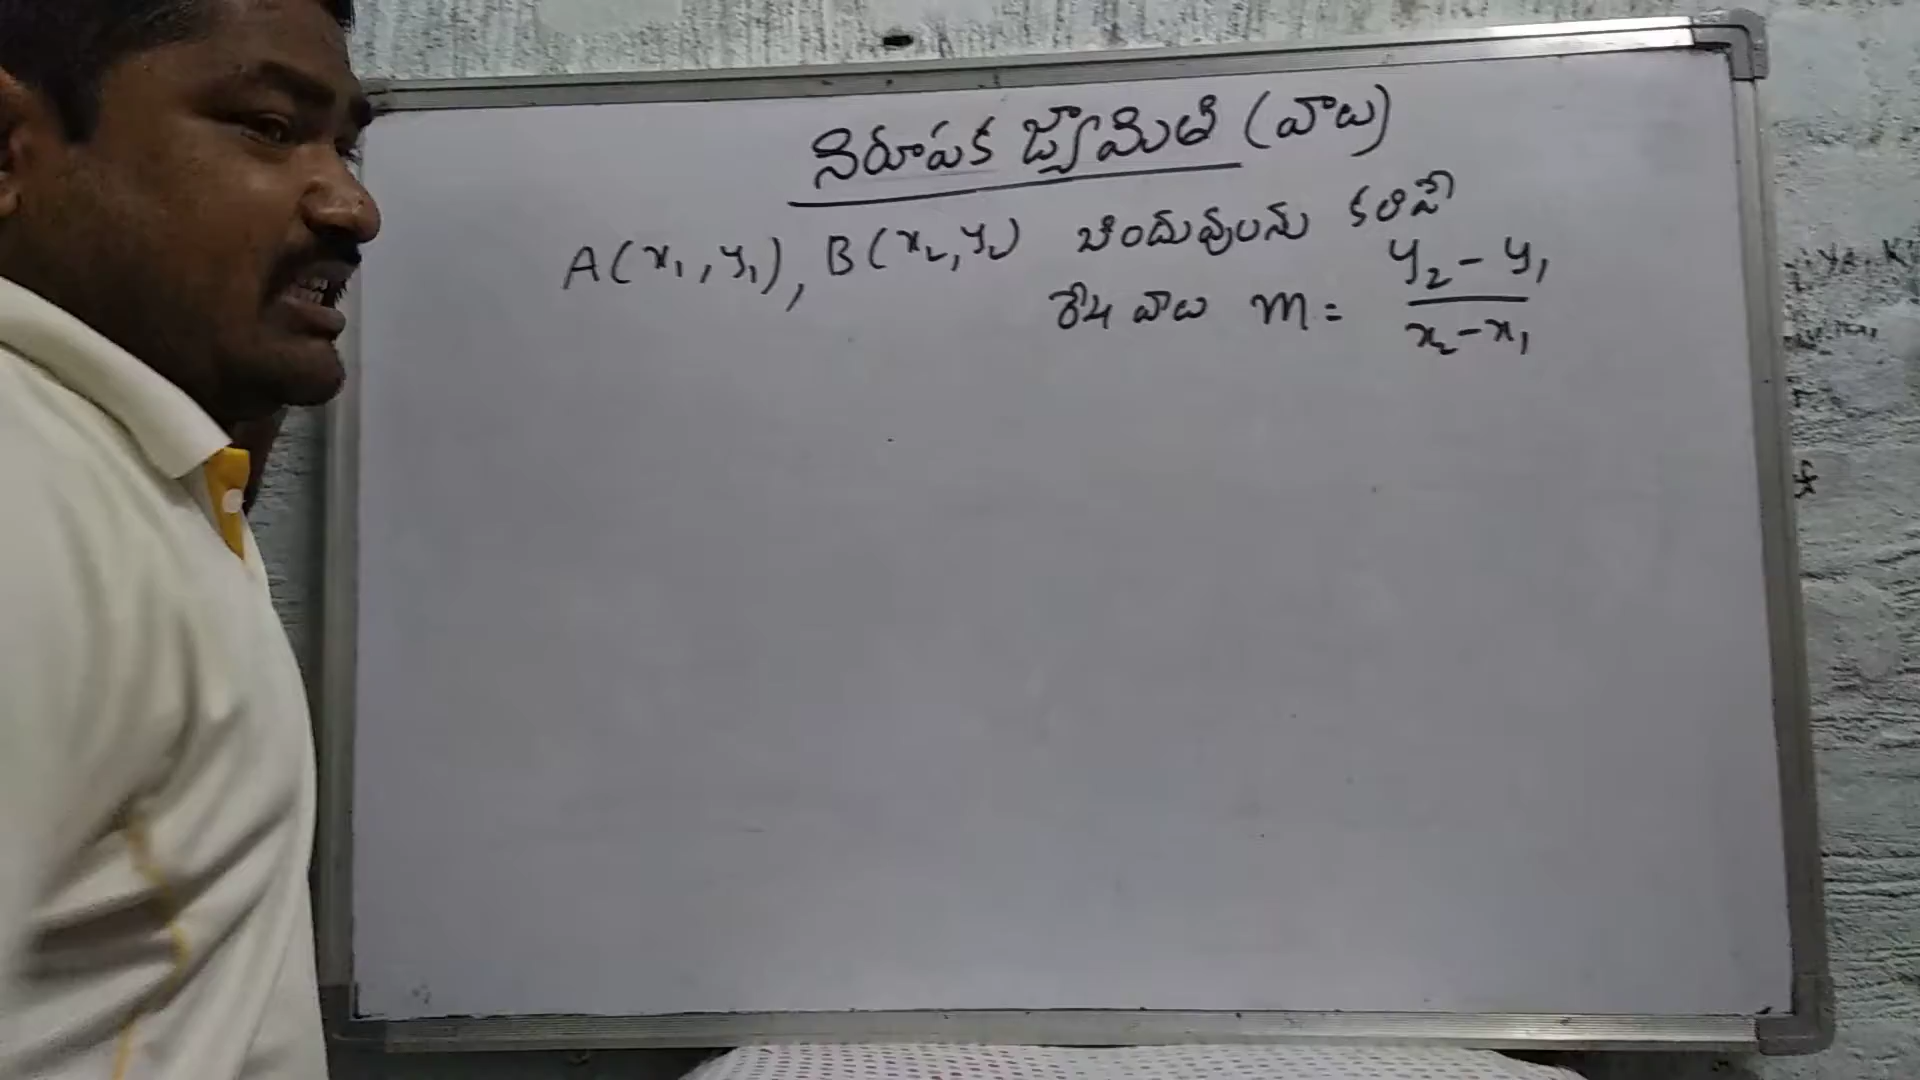 నిరూపక జ్యామితి (వాలు)
A(x₁, y₁), B(x₂, y₂) బిందువులను కలిపే
రేఖ వాలు m = (y₂ - y₁)/(x₂ - x₁)